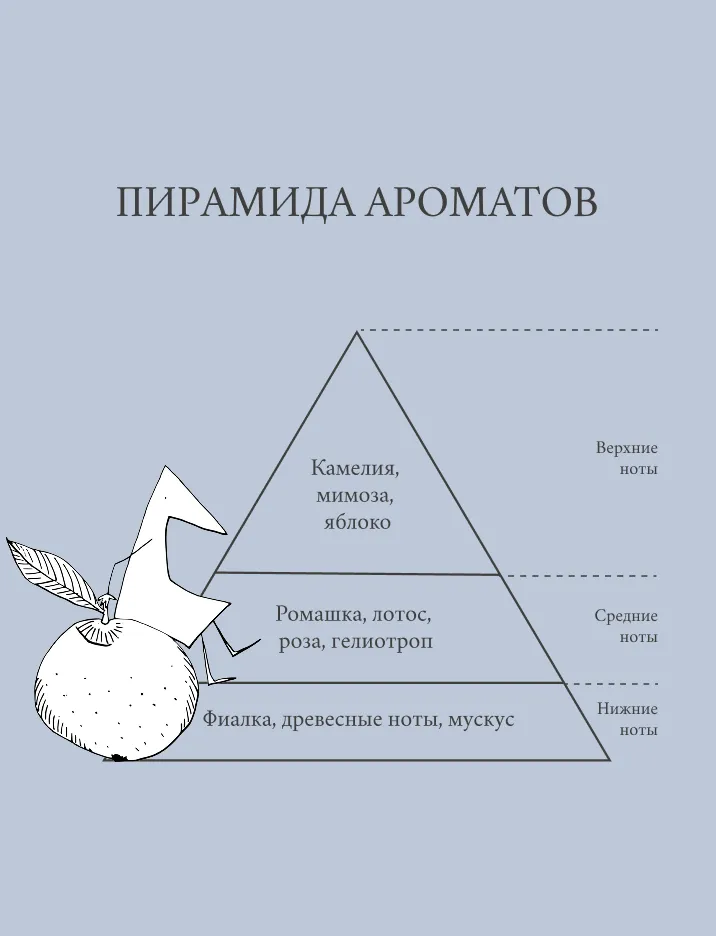 ПИРАМИДА АРОМАТОВ
Верхние
ноты
Камелия,
мимоза,
яблоко
Средние
ноты
Ромашка, лотос,
роза, гелиотроп
Нижние
ноты
Фиалка, древесные ноты, мускус